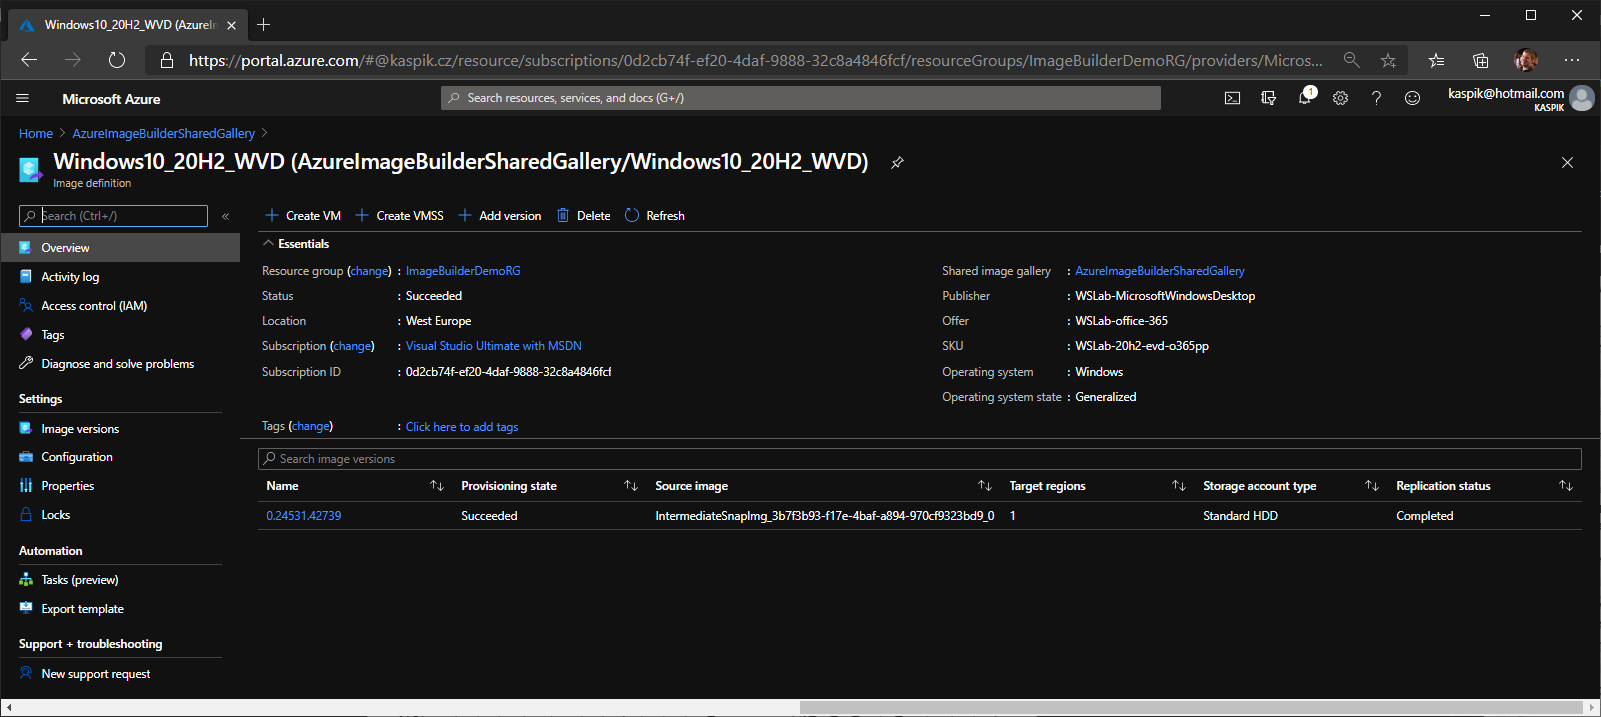 Windows10_20H2_WVD (AzureIm
https://portal.azure.com/#@kaspik.cz/resource/subscriptions/0d2cb74f-ef20-4daf-9888-32c8a4846fcf/resourceGroups/ImageBuilderDemoRG/providers/Micros...
Microsoft Azure
Search resources, services, and docs (G+/)
1
kaspik@hotmail.com
KASPIK
Home > AzureImageBuilderSharedGallery >
Windows10_20H2_WVD (AzureImageBuilderSharedGallery/Windows10_20H2_WVD)
Image definition
Search (Ctrl+/)
«
Create VM
Create VMSS
Add version
Delete
Refresh
Overview
Activity log
Access control (IAM)
Tags
Diagnose and solve problems
Settings
Image versions
Configuration
Properties
Locks
Automation
Tasks (preview)
Export template
Support + troubleshooting
New support request
Essentials
Resource group (change) : ImageBuilderDemoRG
Status : Succeeded
Location : West Europe
Subscription (change) : Visual Studio Ultimate with MSDN
Subscription ID : 0d2cb74f-ef20-4daf-9888-32c8a4846fcf
Shared image gallery : AzureImageBuilderSharedGallery
Publisher : WSLab-MicrosoftWindowsDesktop
Offer : WSLab-office-365
SKU : WSLab-20h2-evd-o365pp
Operating system : Windows
Operating system state : Generalized
Tags (change) : Click here to add tags
Search image versions
Name Provisioning state Source image Target regions Storage account type Replication status
0.24531.42739 Succeeded IntermediateSnapImg_3b7f3b93-f17e-4baf-a894-970cf9323bd9_0 1 Standard HDD Completed